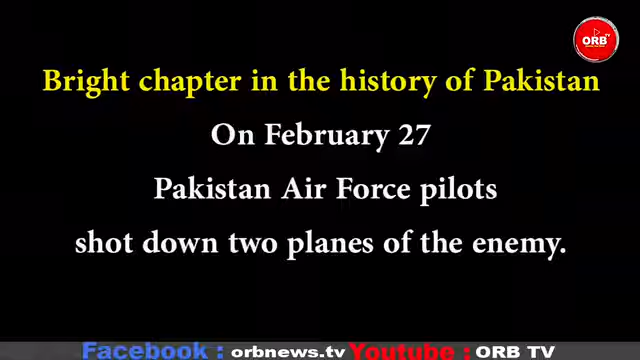 ORB TV
Bright chapter in the history of Pakistan
On February 27
Pakistan Air Force pilots
shot down two planes of the enemy.
Facebook : orbnews.tv Youtube : ORB TV